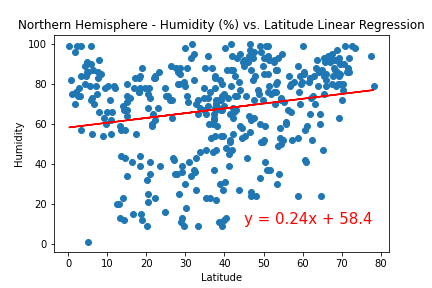 Northern Hemisphere - Humidity (%) vs. Latitude Linear Regression
100
80
60
40
20
0
Humidity
y = 0.24x + 58.4
0 10 20 30 40 50 60 70 80
Latitude